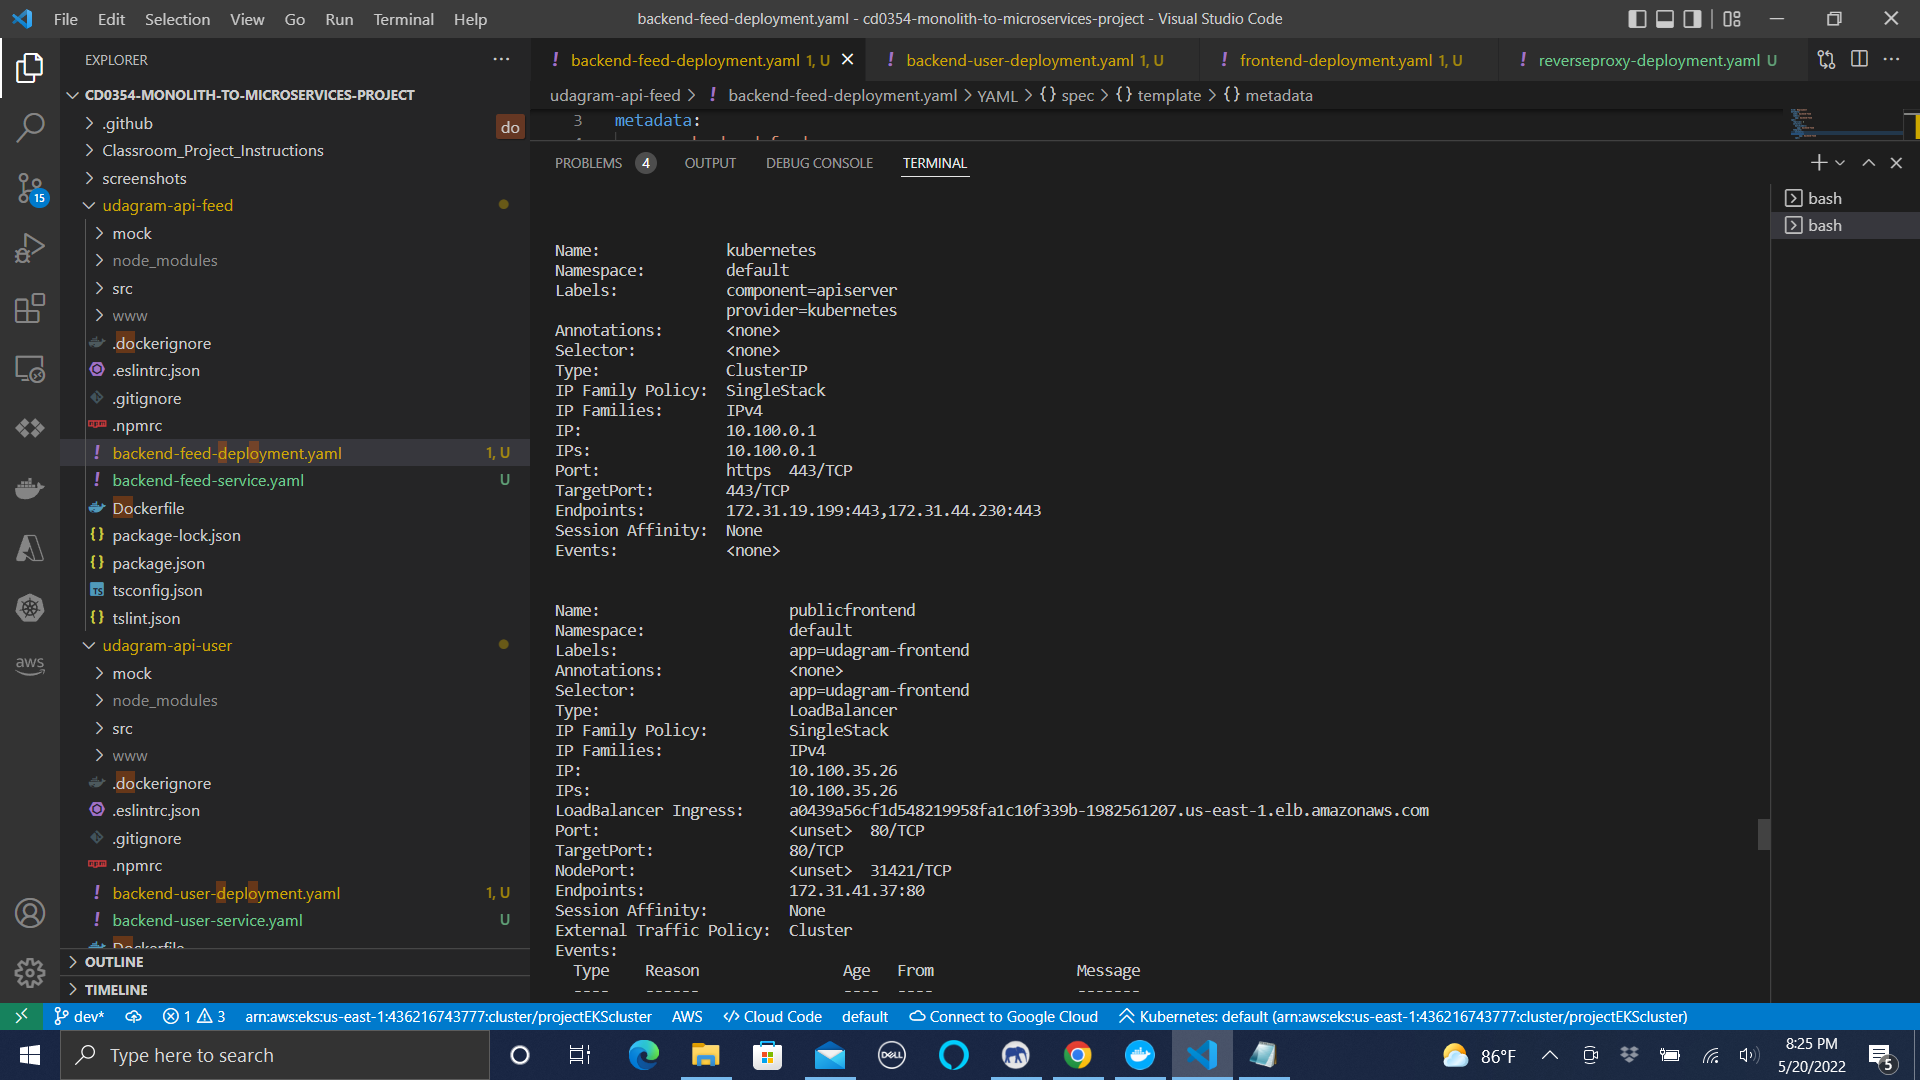 File Edit Selection View Go Run Terminal Help
backend-feed-deployment.yaml - cd0354-monolith-to-microservices-project - Visual Studio Code
EXPLORER
CD0354-MONOLITH-TO-MICROSERVICES-PROJECT
.github
do
Classroom_Project_Instructions
screenshots
udagram-api-feed
mock
node_modules
src
www
.dockerignore
.eslintrc.json
.gitignore
.npmrc
backend-feed-deployment.yaml 1, U
backend-feed-service.yaml U
Dockerfile
package-lock.json
package.json
tsconfig.json
tslint.json
udagram-api-user
mock
node_modules
src
www
.dockerignore
.eslintrc.json
.gitignore
.npmrc
backend-user-deployment.yaml 1, U
backend-user-service.yaml U
Dockerfile
OUTLINE
TIMELINE
15
aws
! backend-feed-deployment.yaml 1, U
! backend-user-deployment.yaml 1, U
! frontend-deployment.yaml 1, U
! reverseproxy-deployment.yaml U
udagram-api-feed > ! backend-feed-deployment.yaml > YAML > {} spec > {} template > {} metadata
3 metadata:
PROBLEMS 4 OUTPUT DEBUG CONSOLE TERMINAL
bash
bash
Name: kubernetes
Namespace: default
Labels: component=apiserver
provider=kubernetes
Annotations: <none>
Selector: <none>
Type: ClusterIP
IP Family Policy: SingleStack
IP Families: IPv4
IP: 10.100.0.1
IPs: 10.100.0.1
Port: https 443/TCP
TargetPort: 443/TCP
Endpoints: 172.31.19.199:443,172.31.44.230:443
Session Affinity: None
Events: <none>
Name: publicfrontend
Namespace: default
Labels: app=udagram-frontend
Annotations: <none>
Selector: app=udagram-frontend
Type: LoadBalancer
IP Family Policy: SingleStack
IP Families: IPv4
IP: 10.100.35.26
IPs: 10.100.35.26
LoadBalancer Ingress: a0439a56cf1d548219958fa1c10f339b-1982561207.us-east-1.elb.amazonaws.com
Port: <unset> 80/TCP
TargetPort: 80/TCP
NodePort: <unset> 31421/TCP
Endpoints: 172.31.41.37:80
Session Affinity: None
External Traffic Policy: Cluster
Events:
Type Reason Age From Message
---- ------ ---- ---- -------
dev* 1 3 arn:aws:eks:us-east-1:436216743777:cluster/projectEKScluster AWS Cloud Code default Connect to Google Cloud Kubernetes: default (arn:aws:eks:us-east-1:436216743777:cluster/projectEKScluster)
Type here to search
DELL
86°F
8:25 PM
5/20/2022
5